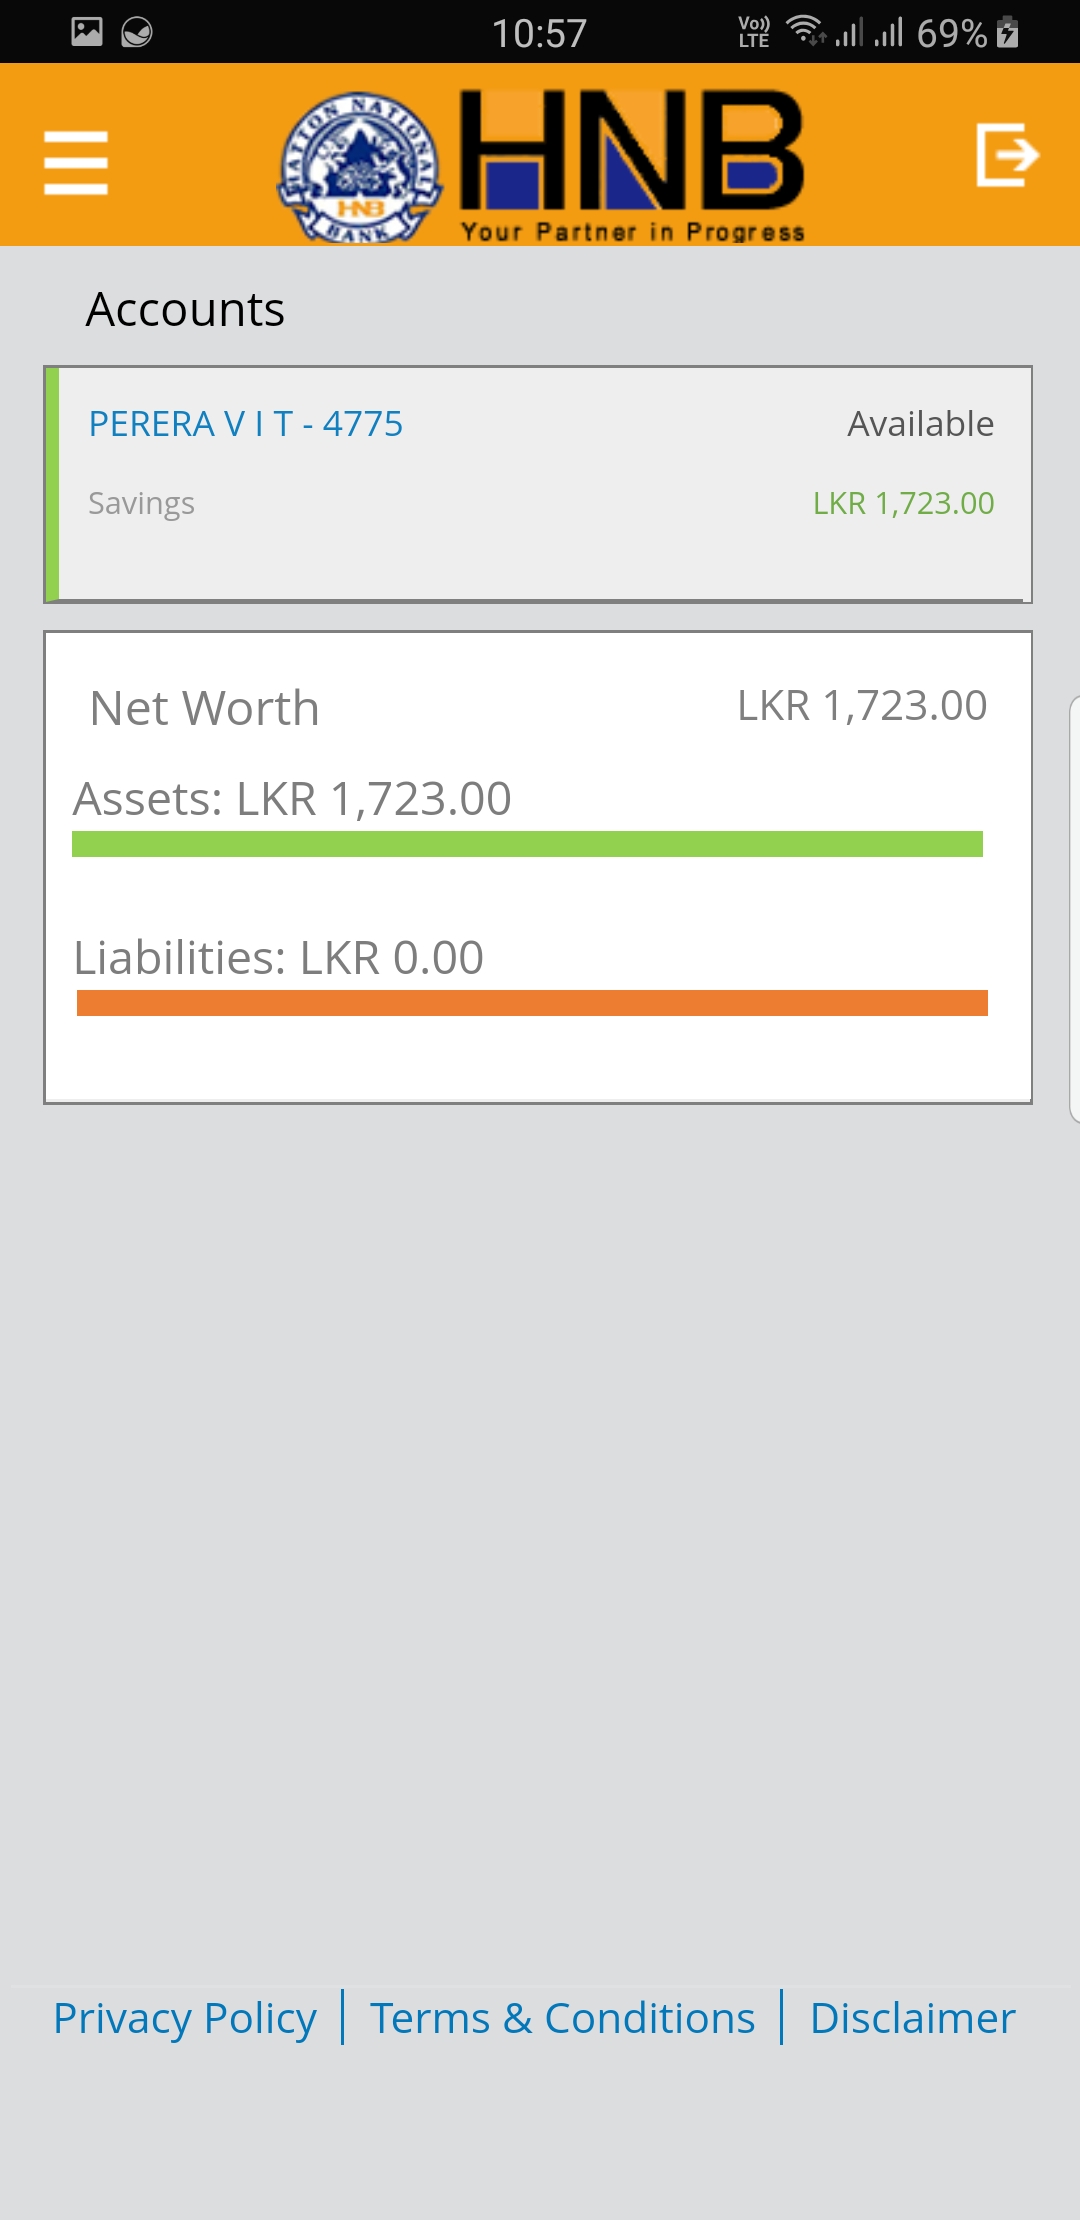 10:57
Vo)) LTE
69%
HATTON NATIONAL
HNB
BANK
HNB
Your Partner in Progress
Accounts
PERERA V I T - 4775 Available
Savings LKR 1,723.00
Net Worth LKR 1,723.00
Assets: LKR 1,723.00
Liabilities: LKR 0.00
Privacy Policy | Terms & Conditions | Disclaimer